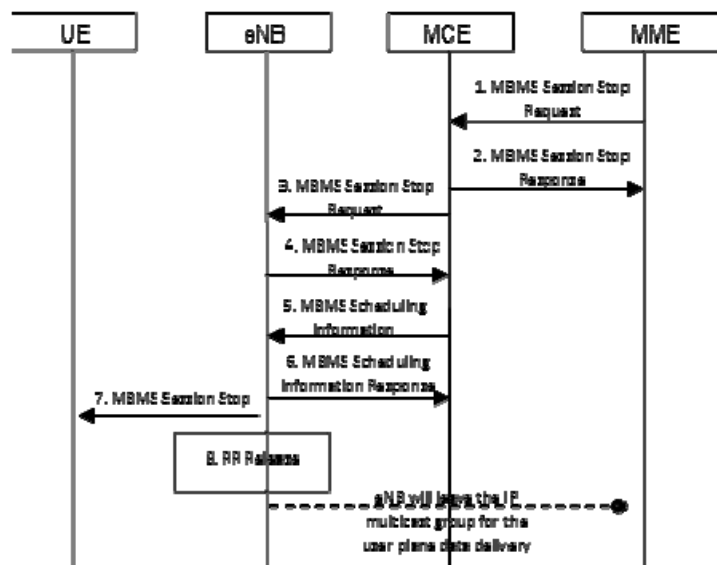 UE eNB MCE MME
1. MBMS Session Stop
Request
2. MBMS Session Stop
Response
3. MBMS Session Stop
Request
4. MBMS Session Stop
Response
5. MBMS Scheduling
Information
6. MBMS Scheduling
Information Response
7. MBMS Session Stop
8. RR Release
eNB will leave the IP
multicast group for the
user plane data delivery